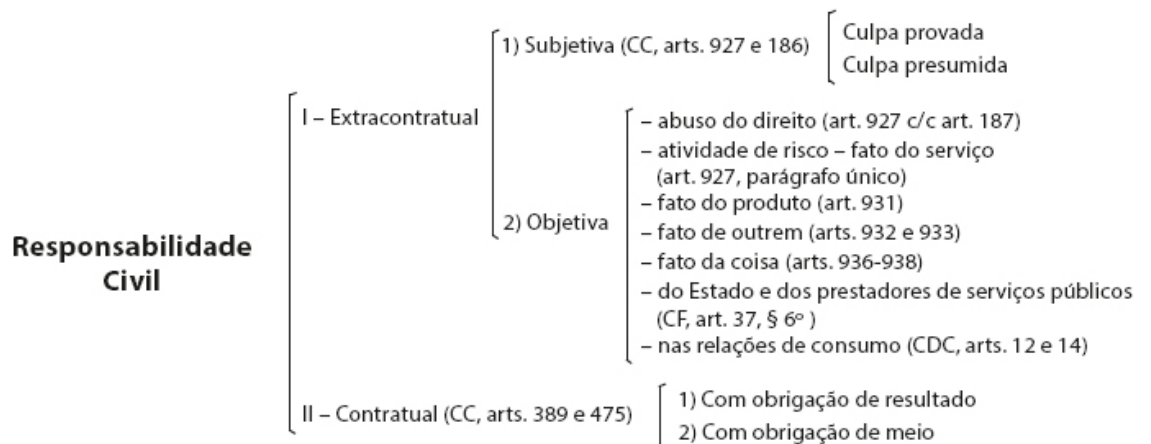 Responsabilidade
Civil
I – Extracontratual
1) Subjetiva (CC, arts. 927 e 186)
Culpa provada
Culpa presumida
2) Objetiva
– abuso do direito (art. 927 c/c art. 187)
– atividade de risco – fato do serviço
(art. 927, parágrafo único)
– fato do produto (art. 931)
– fato de outrem (arts. 932 e 933)
– fato da coisa (arts. 936-938)
– do Estado e dos prestadores de serviços públicos
(CF, art. 37, § 6º )
– nas relações de consumo (CDC, arts. 12 e 14)
II – Contratual (CC, arts. 389 e 475)
1) Com obrigação de resultado
2) Com obrigação de meio